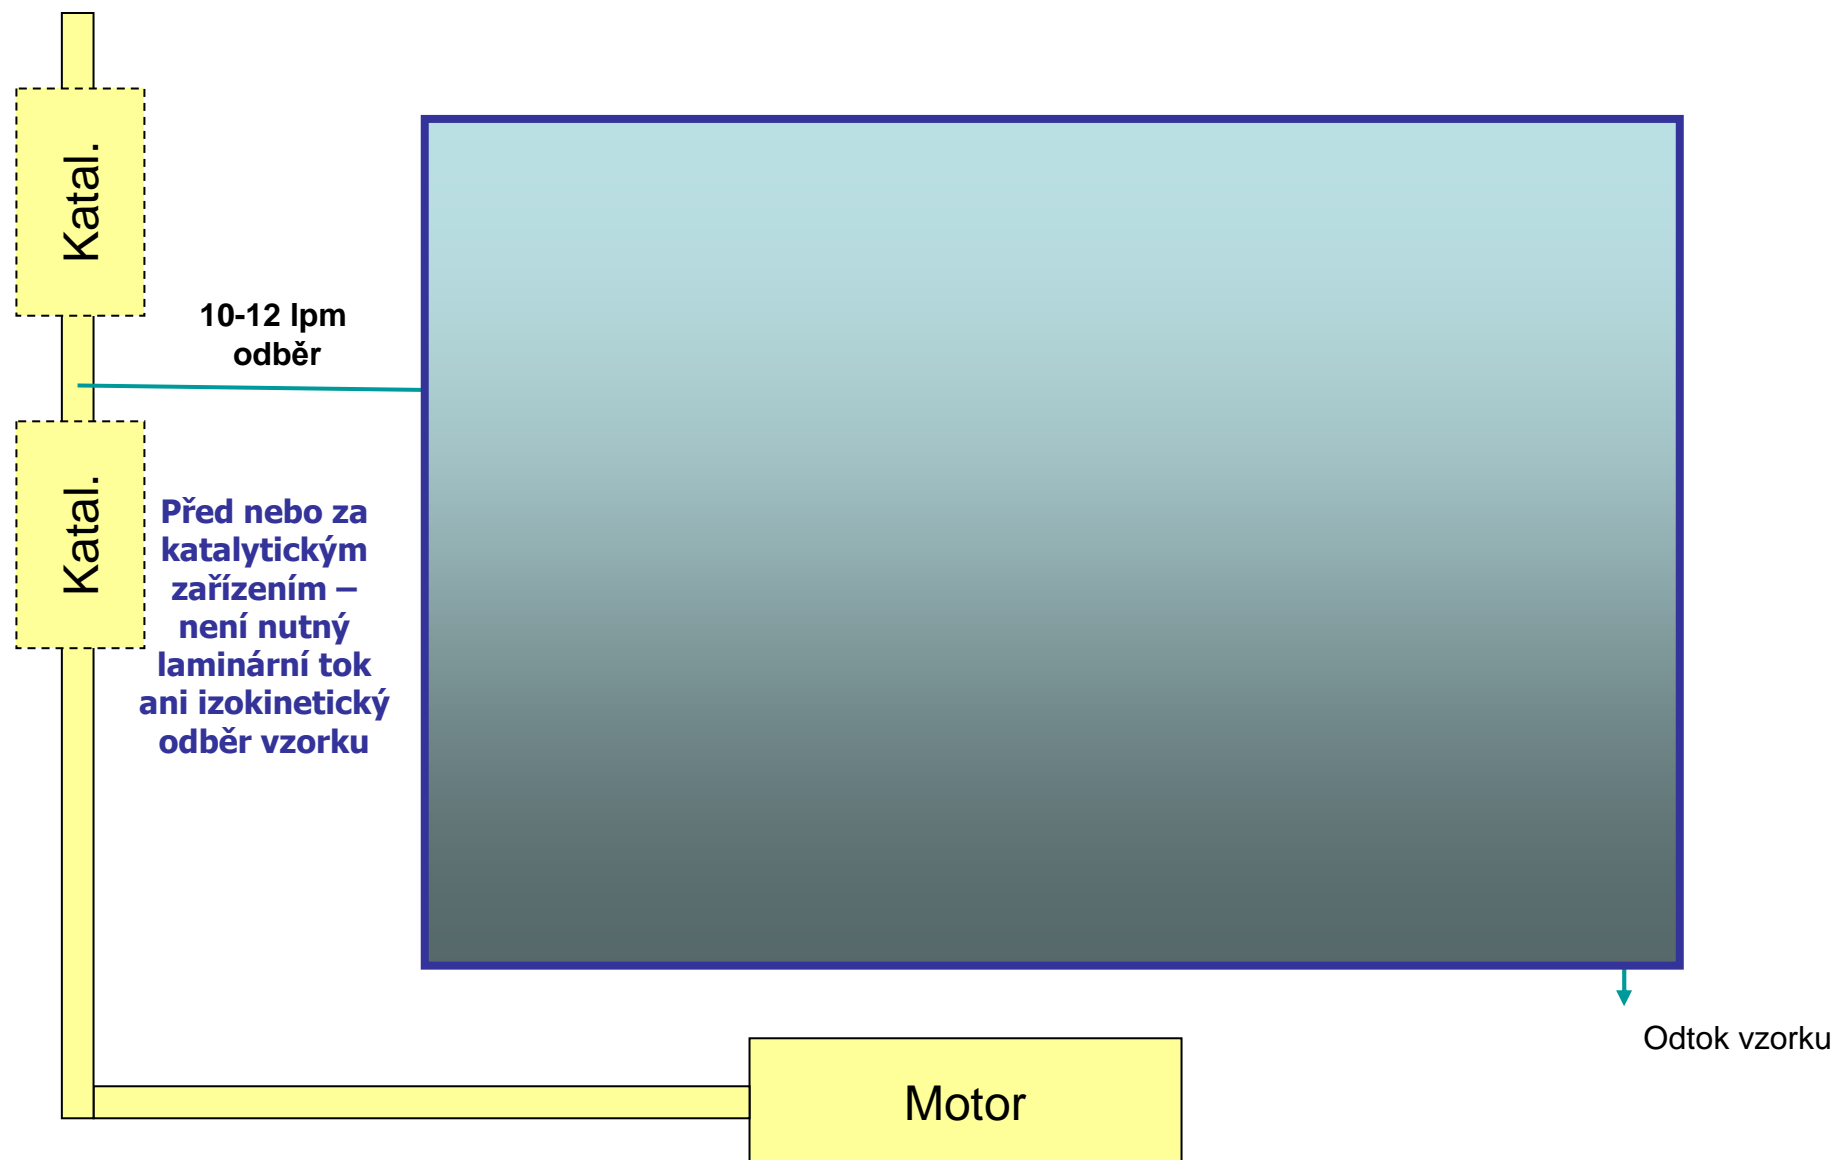 Katal.
10-12 lpm
odběr
Katal.
Před nebo za
katalytickým
zařízením –
není nutný
laminární tok
ani izokinetický
odběr vzorku
Odtok vzorku
Motor